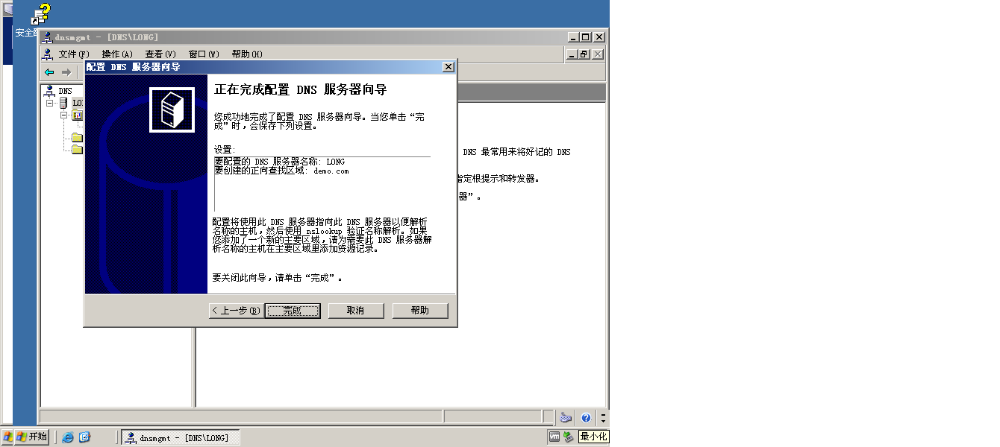 安全配
dnsmgmt - [DNS\LONG]
文件(F) 操作(A) 查看(V) 窗口(W) 帮助(H)
配置 DNS 服务器向导
DNS
LO
正在完成配置 DNS 服务器向导
您成功地完成了配置 DNS 服务器向导。当您单击“完
成”时，会保存下列设置。
设置:
要配置的 DNS 服务器名称: LONG
要创建的正向查找区域: demo.com
配置将使用此 DNS 服务器指向此 DNS 服务器以便解析
名称的主机，然后使用 nslookup 验证名称解析。如果
您添加了一个新的主要区域，请为需要此 DNS 服务器解
析名称的主机在主要区域里添加资源记录。
要关闭此向导，请单击“完成”。
< 上一步(B) 完成 取消 帮助
DNS 最常用来将好记的 DNS
指定根提示和转发器。
器”。
开始 dnsmgmt - [DNS\LONG] vm 最小化